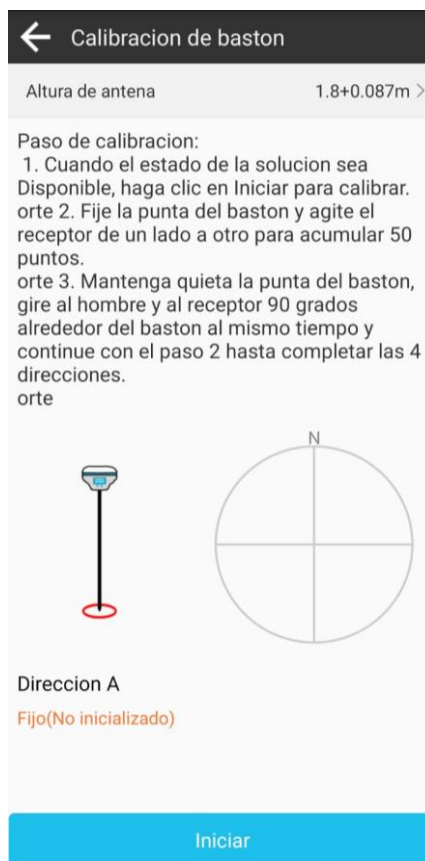 Calibracion de baston
Altura de antena 1.8+0.087m >
Paso de calibracion:
1. Cuando el estado de la solucion sea
Disponible, haga clic en Iniciar para calibrar.
orte 2. Fije la punta del baston y agite el
receptor de un lado a otro para acumular 50
puntos.
orte 3. Mantenga quieta la punta del baston,
gire al hombre y al receptor 90 grados
alrededor del baston al mismo tiempo y
continue con el paso 2 hasta completar las 4
direcciones.
orte
N
Direccion A
Fijo(No inicializado)
Iniciar